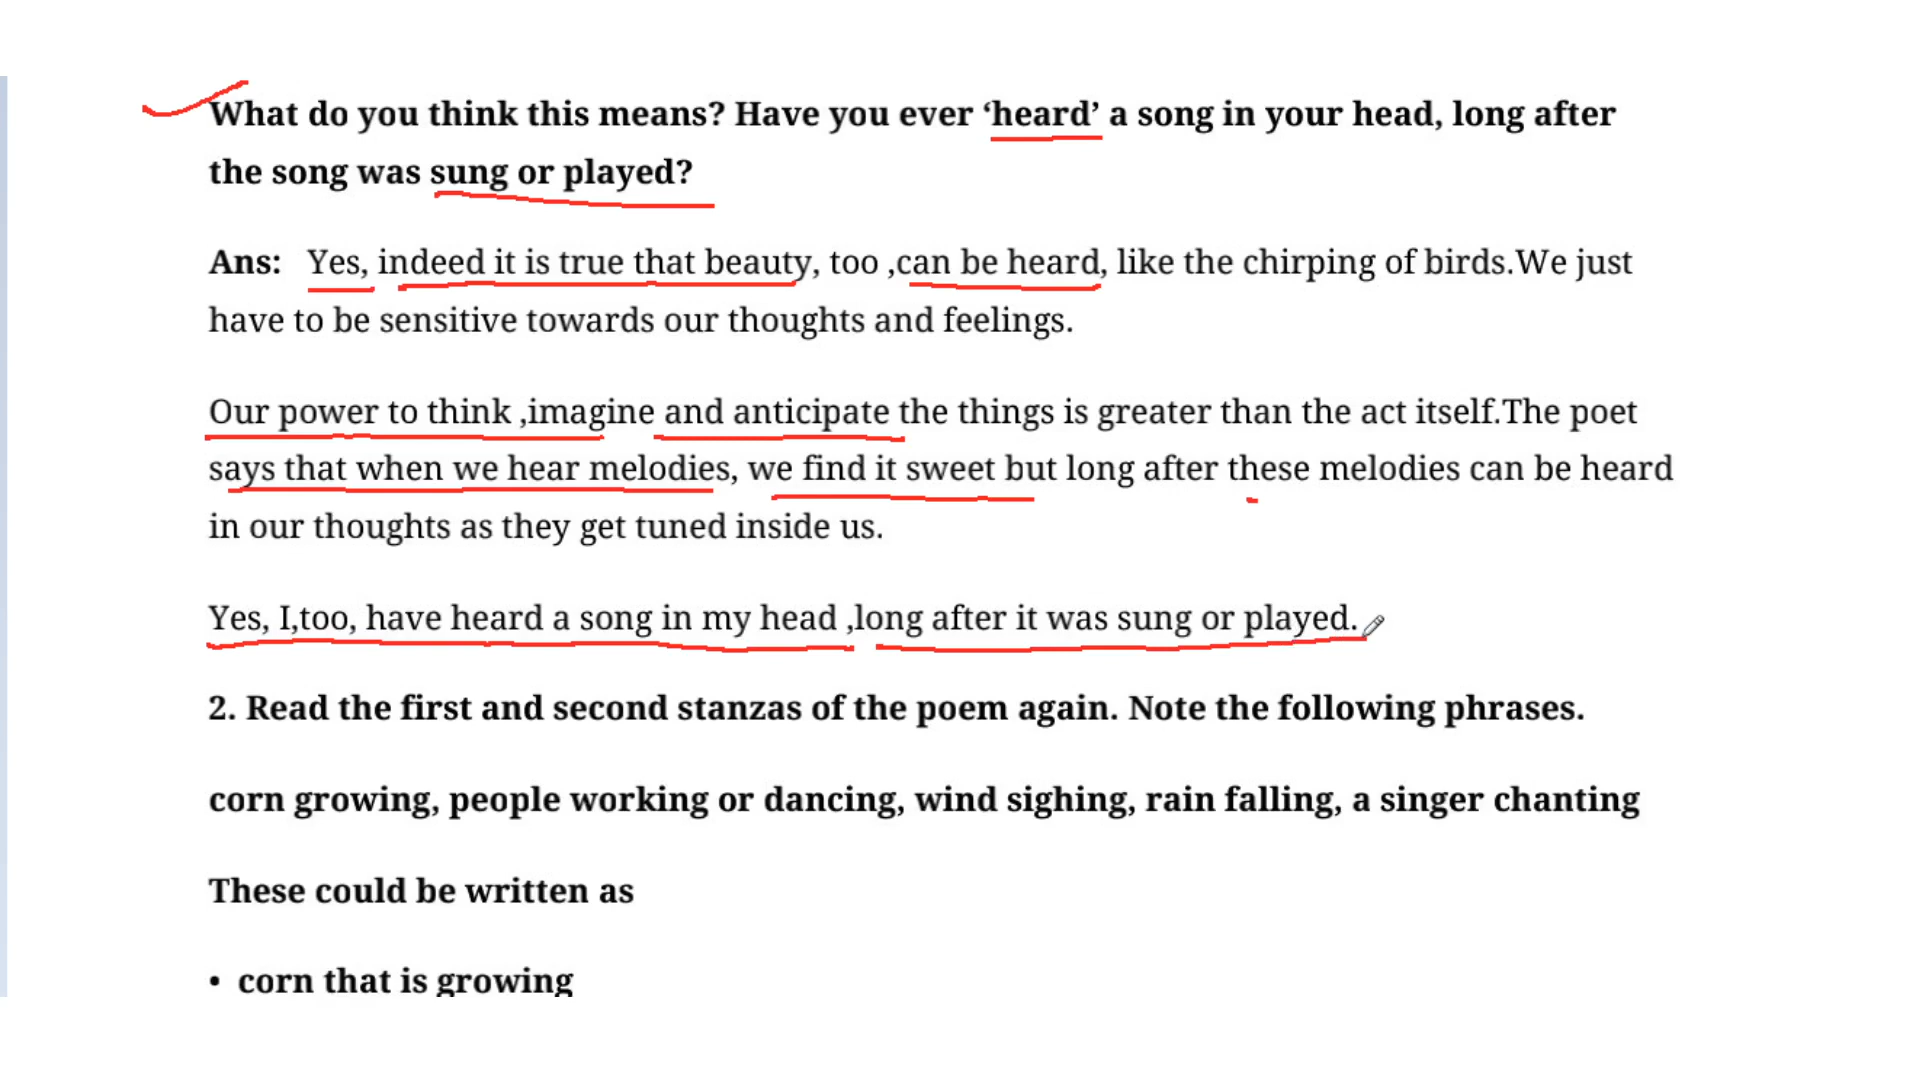 What do you think this means? Have you ever ‘heard’ a song in your head, long after
the song was sung or played?
Ans: Yes, indeed it is true that beauty, too ,can be heard, like the chirping of birds.We just
have to be sensitive towards our thoughts and feelings.
Our power to think ,imagine and anticipate the things is greater than the act itself.The poet
says that when we hear melodies, we find it sweet but long after these melodies can be heard
in our thoughts as they get tuned inside us.
Yes, I,too, have heard a song in my head ,long after it was sung or played.
2. Read the first and second stanzas of the poem again. Note the following phrases.
corn growing, people working or dancing, wind sighing, rain falling, a singer chanting
These could be written as
• corn that is growing